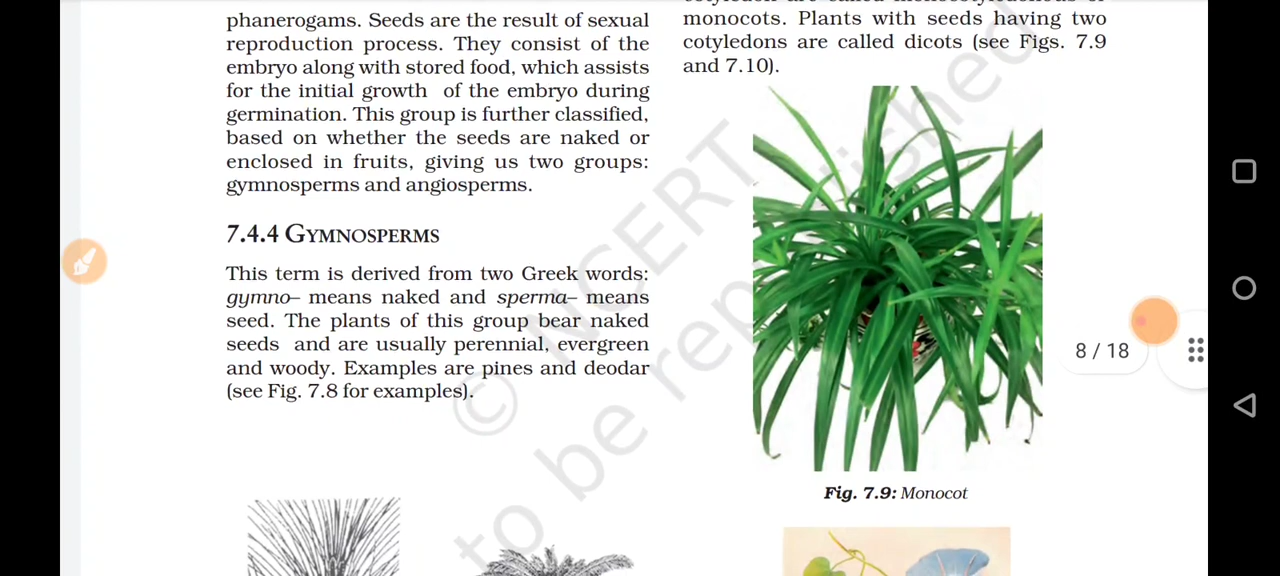 phanerogams. Seeds are the result of sexual
reproduction process. They consist of the
embryo along with stored food, which assists
for the initial growth of the embryo during
germination. This group is further classified,
based on whether the seeds are naked or
enclosed in fruits, giving us two groups:
gymnosperms and angiosperms.
7.4.4 GYMNOSPERMS
This term is derived from two Greek words:
gymno– means naked and sperma– means
seed. The plants of this group bear naked
seeds and are usually perennial, evergreen
and woody. Examples are pines and deodar
(see Fig. 7.8 for examples).
monocots. Plants with seeds having two
cotyledons are called dicots (see Figs. 7.9
and 7.10).
Fig. 7.9: Monocot
8 / 18
© NCERT
to be republished